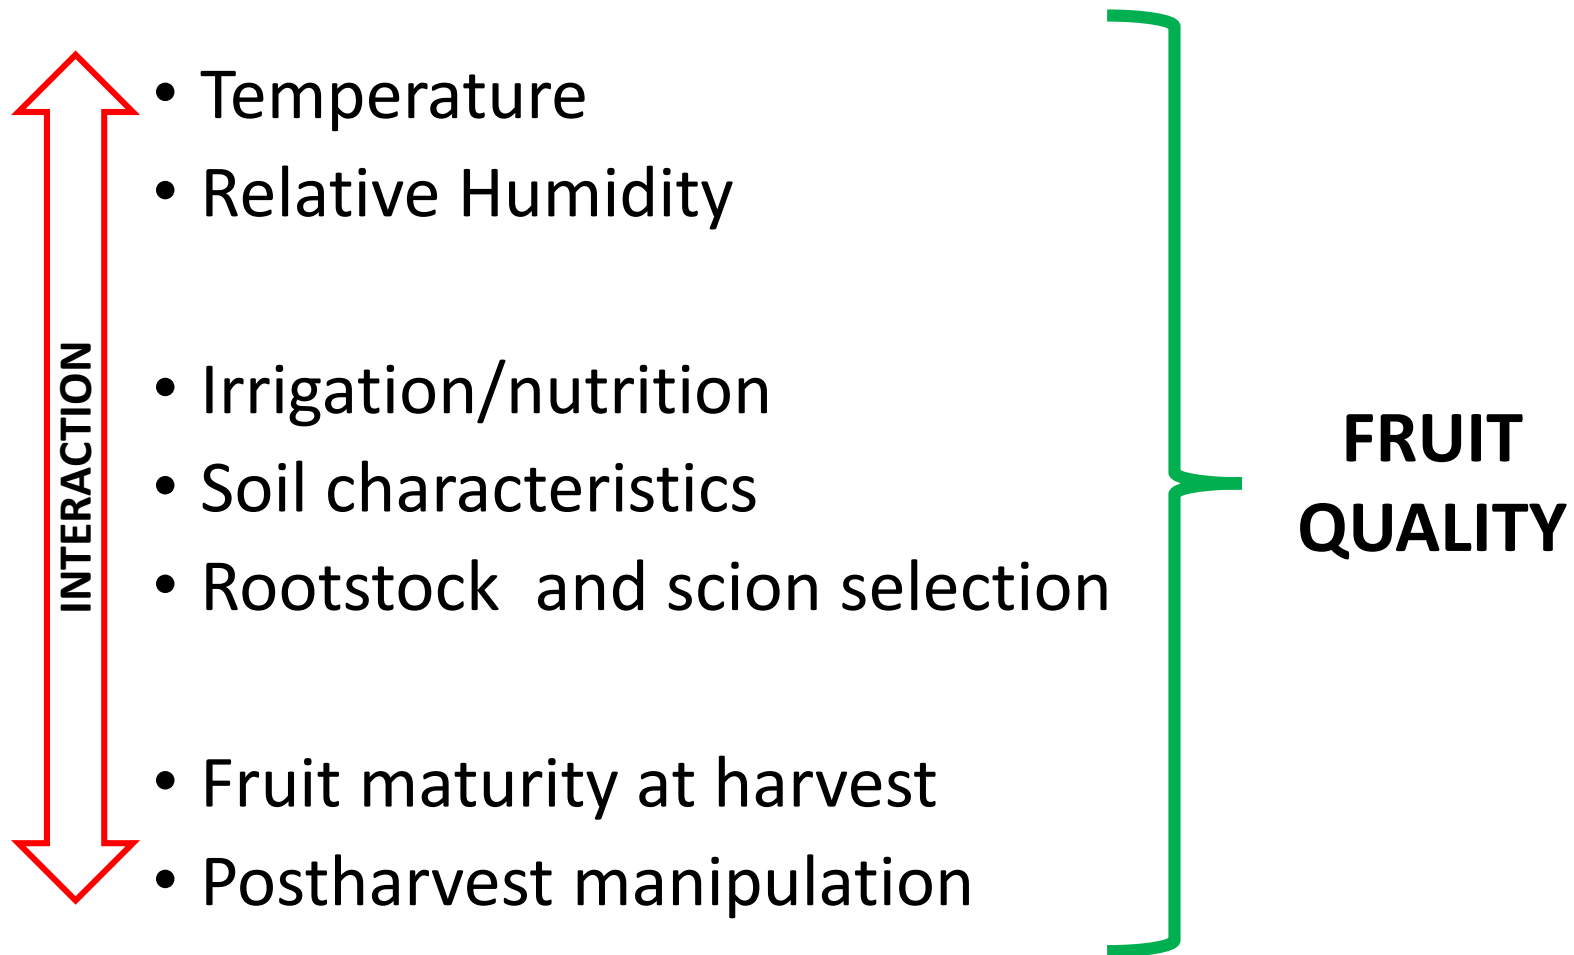 INTERACTION
• Temperature
• Relative Humidity
• Irrigation/nutrition
• Soil characteristics
• Rootstock  and scion selection
• Fruit maturity at harvest
• Postharvest manipulation
FRUIT
QUALITY